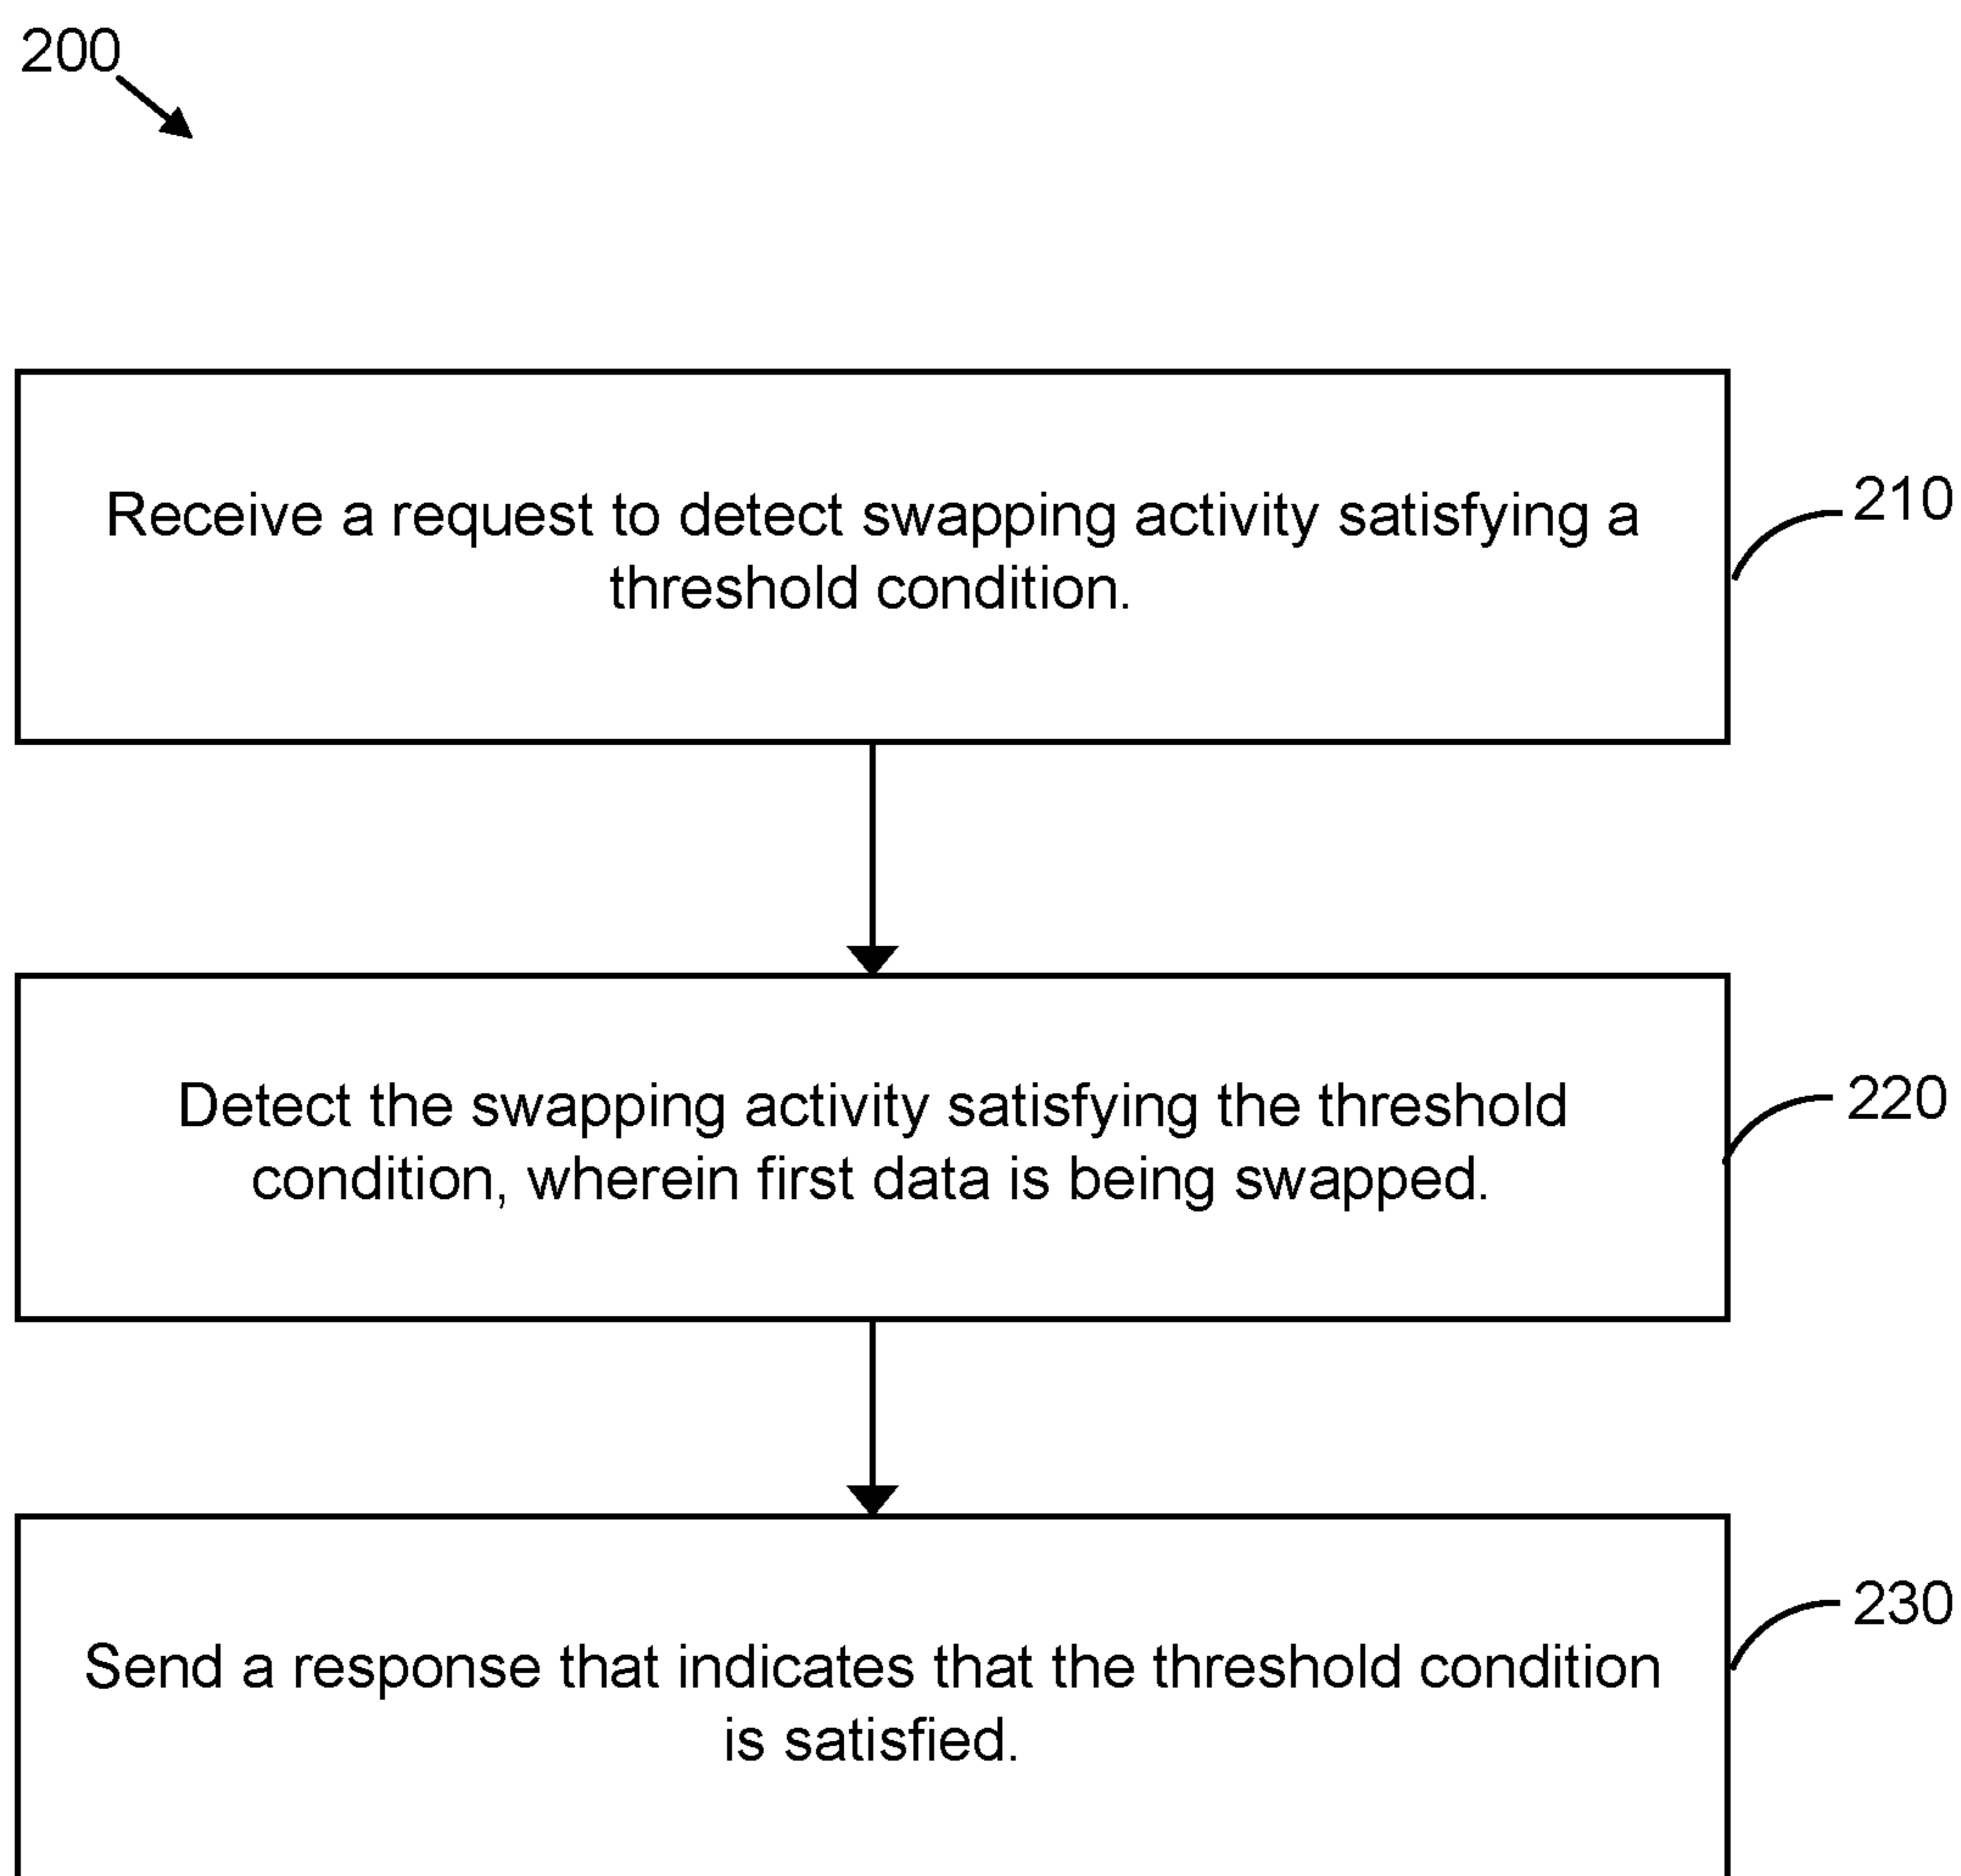 200
Receive a request to detect swapping activity satisfying a
threshold condition.
210
Detect the swapping activity satisfying the threshold
condition, wherein first data is being swapped.
220
Send a response that indicates that the threshold condition
is satisfied.
230